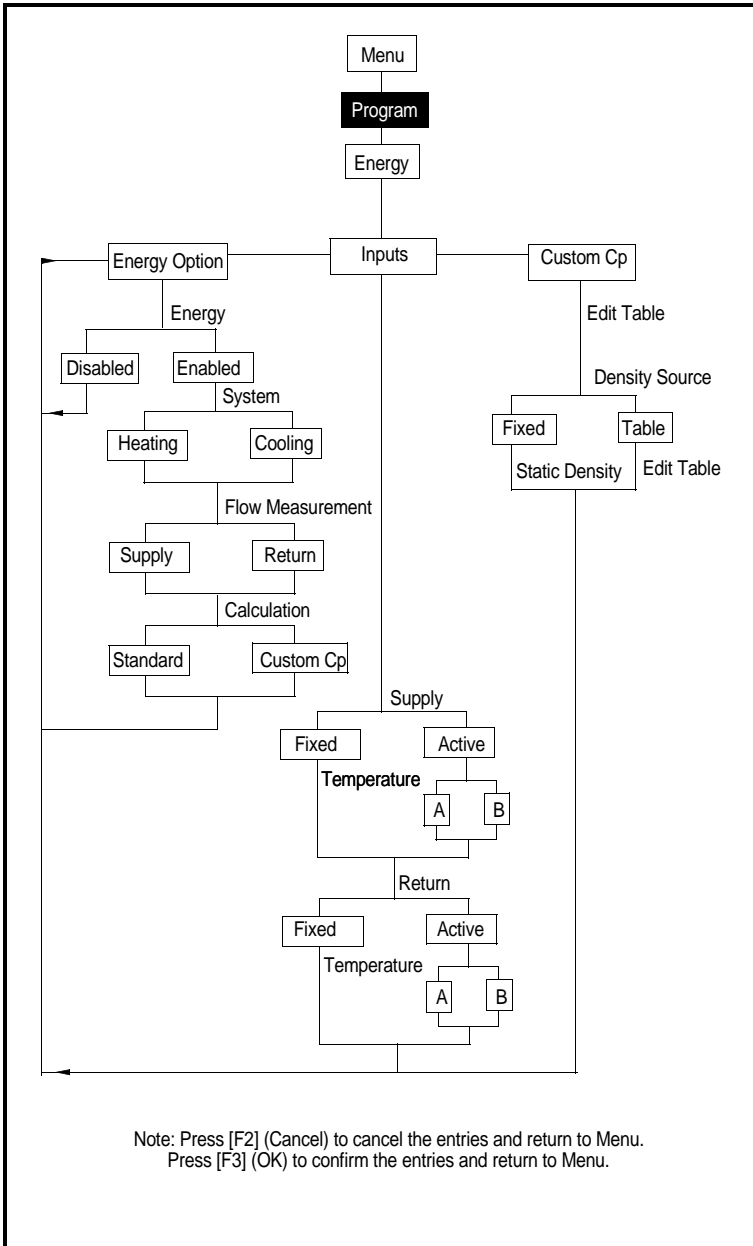 Menu
Program
Energy
Energy Option
Inputs
Custom Cp
Energy
Edit Table
Disabled
Enabled
System
Density Source
Heating
Cooling
Fixed
Table
Static Density
Edit Table
Flow Measurement
Supply
Return
Calculation
Standard
Custom Cp
Supply
Fixed
Active
Temperature
A
B
Return
Fixed
Active
Temperature
A
B
Note: Press [F2] (Cancel) to cancel the entries and return to Menu.
Press [F3] (OK) to confirm the entries and return to Menu.